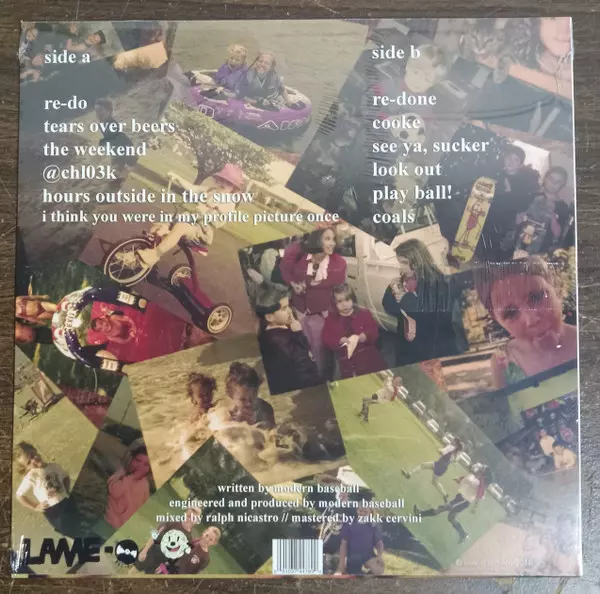 side a
re-do
tears over beers
the weekend
@chl03k
hours outside in the snow
i think you were in my profile picture once
side b
re-done
cooke
see ya, sucker
look out
play ball!
coals
written by modern baseball
engineered and produced by modern baseball
mixed by ralph nicastro // mastered by zakk cervini
LAME-O